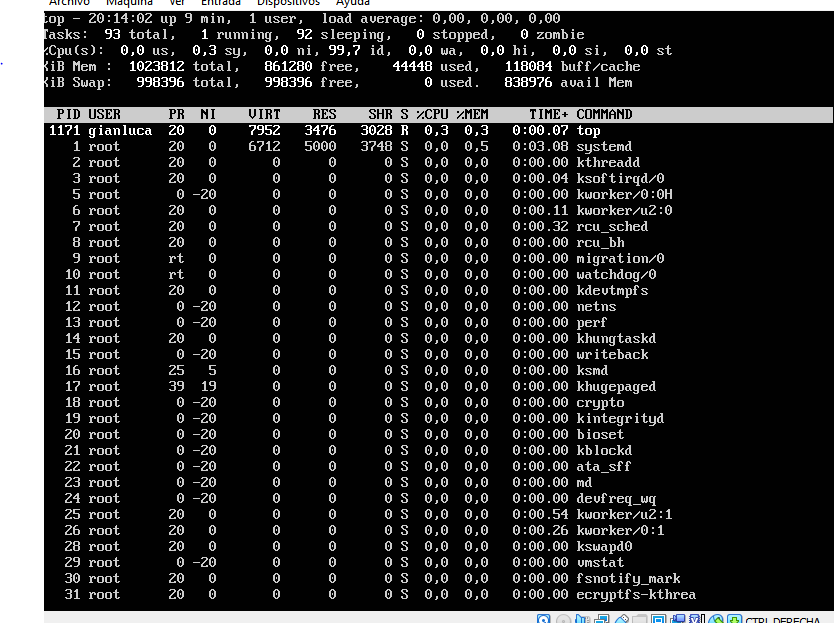 Archivo Máquina Ver Entrada Dispositivos Ayuda
top - 20:14:02 up 9 min,  1 user,  load average: 0,00, 0,00, 0,00
Tasks:  93 total,   1 running,  92 sleeping,   0 stopped,   0 zombie
%Cpu(s):  0,0 us,  0,3 sy,  0,0 ni, 99,7 id,  0,0 wa,  0,0 hi,  0,0 si,  0,0 st
KiB Mem :  1023812 total,   861280 free,    44448 used,   118084 buff/cache
KiB Swap:   998396 total,   998396 free,        0 used.   838976 avail Mem
PID USER PR NI VIRT RES SHR S %CPU %MEM TIME+ COMMAND
1171 gianluca 20 0 7952 3476 3028 R 0,3 0,3 0:00.07 top
1 root 20 0 6712 5000 3748 S 0,0 0,5 0:03.08 systemd
2 root 20 0 0 0 0 S 0,0 0,0 0:00.00 kthreadd
3 root 20 0 0 0 0 S 0,0 0,0 0:00.04 ksoftirqd/0
5 root 0 -20 0 0 0 S 0,0 0,0 0:00.00 kworker/0:0H
6 root 20 0 0 0 0 S 0,0 0,0 0:00.11 kworker/u2:0
7 root 20 0 0 0 0 S 0,0 0,0 0:00.32 rcu_sched
8 root 20 0 0 0 0 S 0,0 0,0 0:00.00 rcu_bh
9 root rt 0 0 0 0 S 0,0 0,0 0:00.00 migration/0
10 root rt 0 0 0 0 S 0,0 0,0 0:00.00 watchdog/0
11 root 20 0 0 0 0 S 0,0 0,0 0:00.00 kdevtmpfs
12 root 0 -20 0 0 0 S 0,0 0,0 0:00.00 netns
13 root 0 -20 0 0 0 S 0,0 0,0 0:00.00 perf
14 root 20 0 0 0 0 S 0,0 0,0 0:00.00 khungtaskd
15 root 0 -20 0 0 0 S 0,0 0,0 0:00.00 writeback
16 root 25 5 0 0 0 S 0,0 0,0 0:00.00 ksmd
17 root 39 19 0 0 0 S 0,0 0,0 0:00.00 khugepaged
18 root 0 -20 0 0 0 S 0,0 0,0 0:00.00 crypto
19 root 0 -20 0 0 0 S 0,0 0,0 0:00.00 kintegrityd
20 root 0 -20 0 0 0 S 0,0 0,0 0:00.00 bioset
21 root 0 -20 0 0 0 S 0,0 0,0 0:00.00 kblockd
22 root 0 -20 0 0 0 S 0,0 0,0 0:00.00 ata_sff
23 root 0 -20 0 0 0 S 0,0 0,0 0:00.00 md
24 root 0 -20 0 0 0 S 0,0 0,0 0:00.00 devfreq_wq
25 root 20 0 0 0 0 S 0,0 0,0 0:00.54 kworker/u2:1
26 root 20 0 0 0 0 S 0,0 0,0 0:00.26 kworker/0:1
28 root 20 0 0 0 0 S 0,0 0,0 0:00.00 kswapd0
29 root 0 -20 0 0 0 S 0,0 0,0 0:00.00 vmstat
30 root 20 0 0 0 0 S 0,0 0,0 0:00.00 fsnotify_mark
31 root 20 0 0 0 0 S 0,0 0,0 0:00.00 ecryptfs-kthrea
CTRL DERECHA